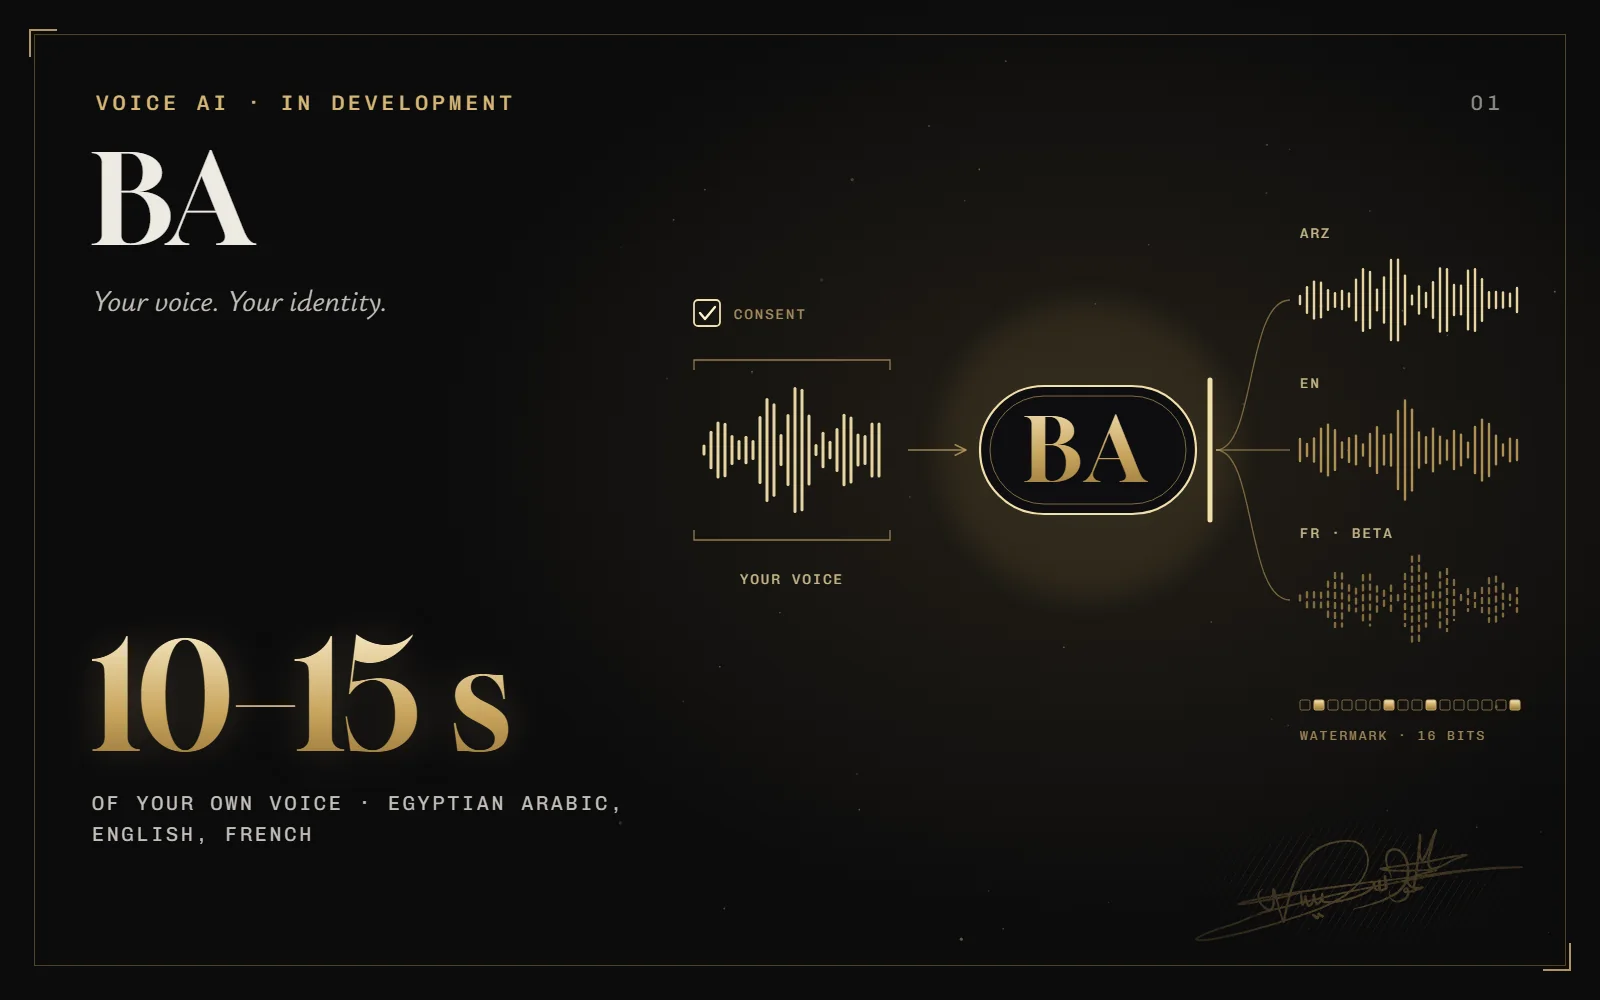 VOICE AI · IN DEVELOPMENT
01
BA
Your voice. Your identity.
CONSENT
YOUR VOICE
BA
ARZ
EN
FR · BETA
WATERMARK · 16 BITS
10–15 s
OF YOUR OWN VOICE · EGYPTIAN ARABIC,
ENGLISH, FRENCH